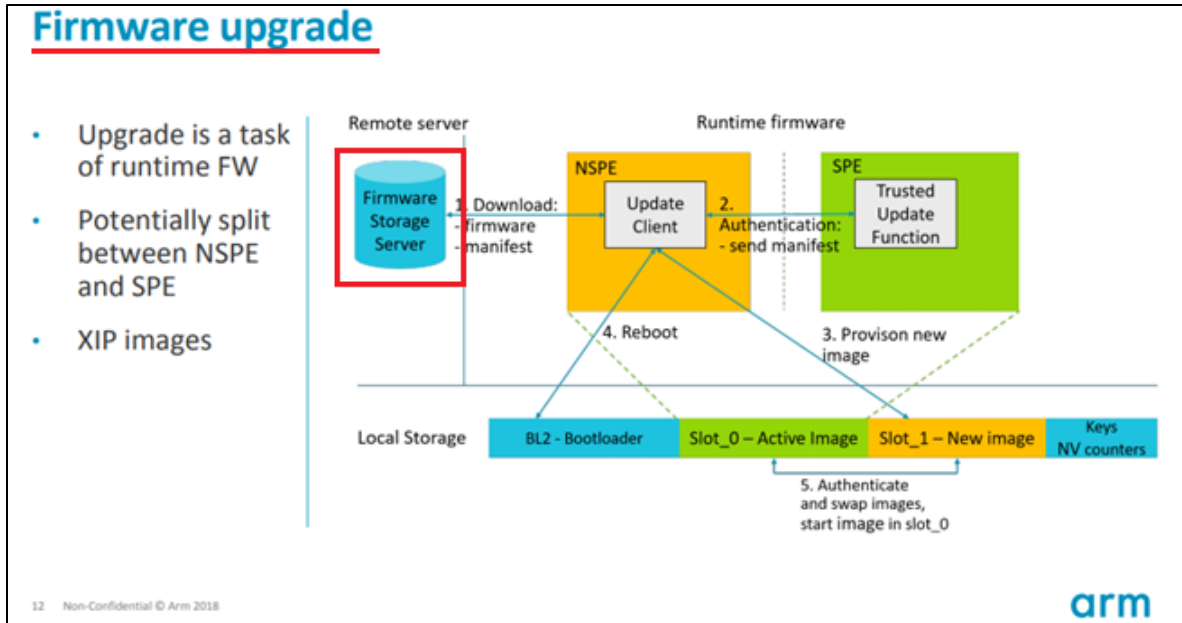 Firmware upgrade
• Upgrade is a task
of runtime FW
• Potentially split
between NSPE
and SPE
• XIP images
Remote server
Runtime firmware
Firmware
Storage
Server
1. Download:
- firmware
- manifest
NSPE
Update
Client
2.
Authentication:
- send manifest
SPE
Trusted
Update
Function
4. Reboot
3. Provison new
image
Local Storage
BL2 - Bootloader
Slot_0 – Active Image
Slot_1 – New image
Keys
NV counters
5. Authenticate
and swap images,
start image in slot_0
12 Non-Confidential © Arm 2018
arm